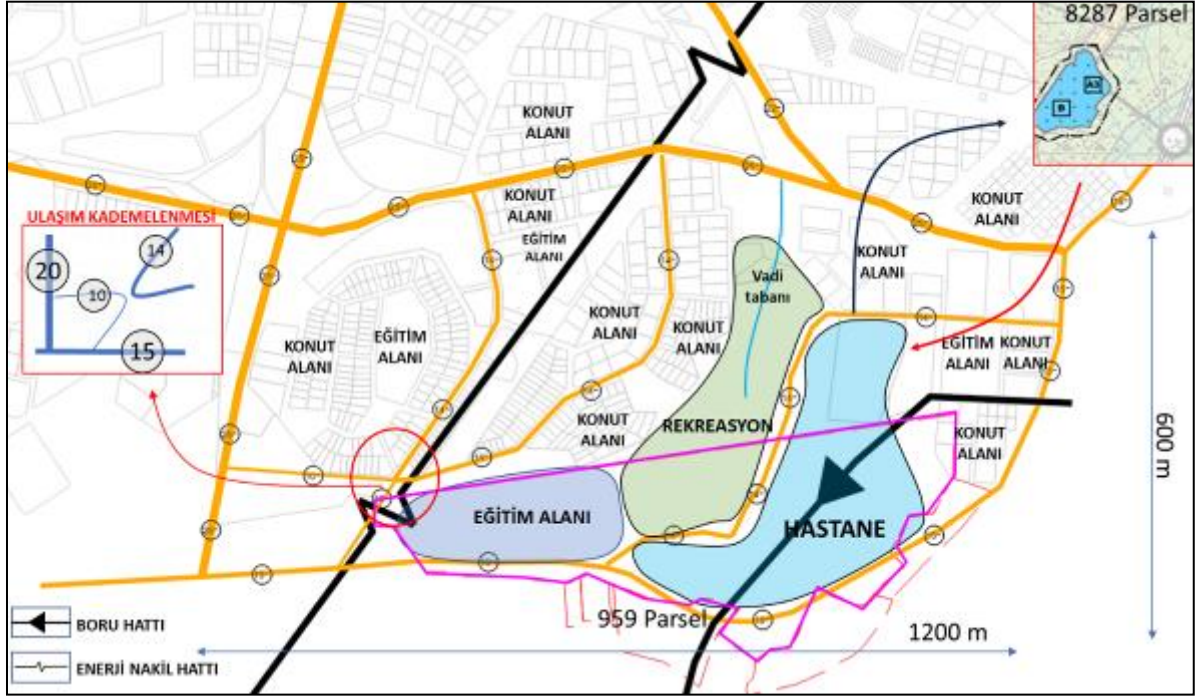 8287 Parsel
A3
B
KONUT
ALANI
KONUT
ALANI
EĞİTİM
ALANI
KONUT
ALANI
ULAŞIM KADEMELENMESİ
20
14
10
15
KONUT
ALANI
Vadi
tabanı
KONUT
ALANI
EĞİTİM
ALANI
KONUT
ALANI
KONUT
ALANI
EĞİTİM
ALANI
KONUT
ALANI
KONUT
ALANI
REKREASYON
KONUT
ALANI
EĞİTİM ALANI
HASTANE
600 m
959 Parsel
1200 m
BORU HATTI
ENERJİ NAKİL HATTI